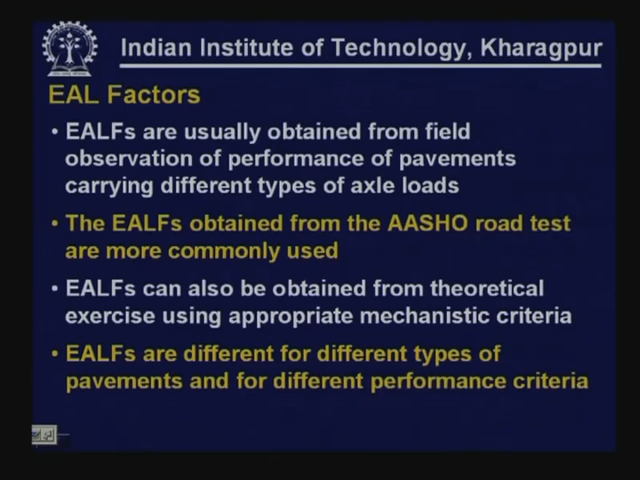 Indian Institute of Technology, Kharagpur
EAL Factors
• EALFs are usually obtained from field
observation of performance of pavements
carrying different types of axle loads
• The EALFs obtained from the AASHO road test
are more commonly used
• EALFs can also be obtained from theoretical
exercise using appropriate mechanistic criteria
• EALFs are different for different types of
pavements and for different performance criteria